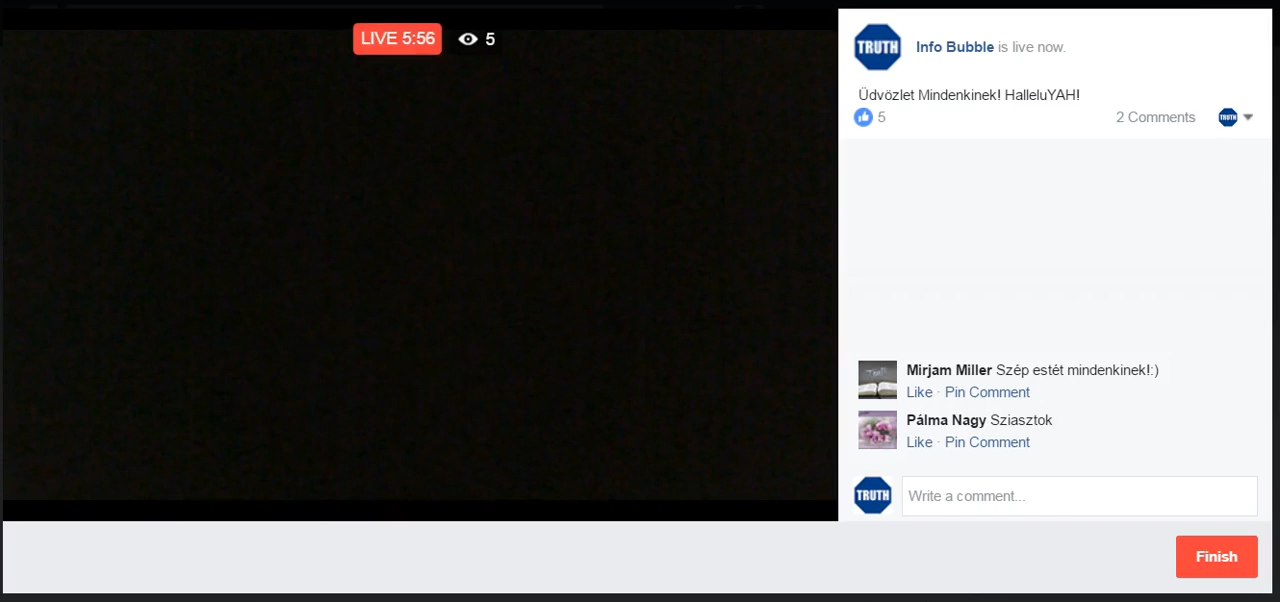 LIVE 5:56
5
TRUTH
Info Bubble is live now.
Üdvözlet Mindenkinek! HalleluYAH!
5
2 Comments
TRUTH
Mirjam Miller Szép estét mindenkinek!:)
Like · Pin Comment
Pálma Nagy Sziasztok
Like · Pin Comment
TRUTH
Write a comment...
Finish